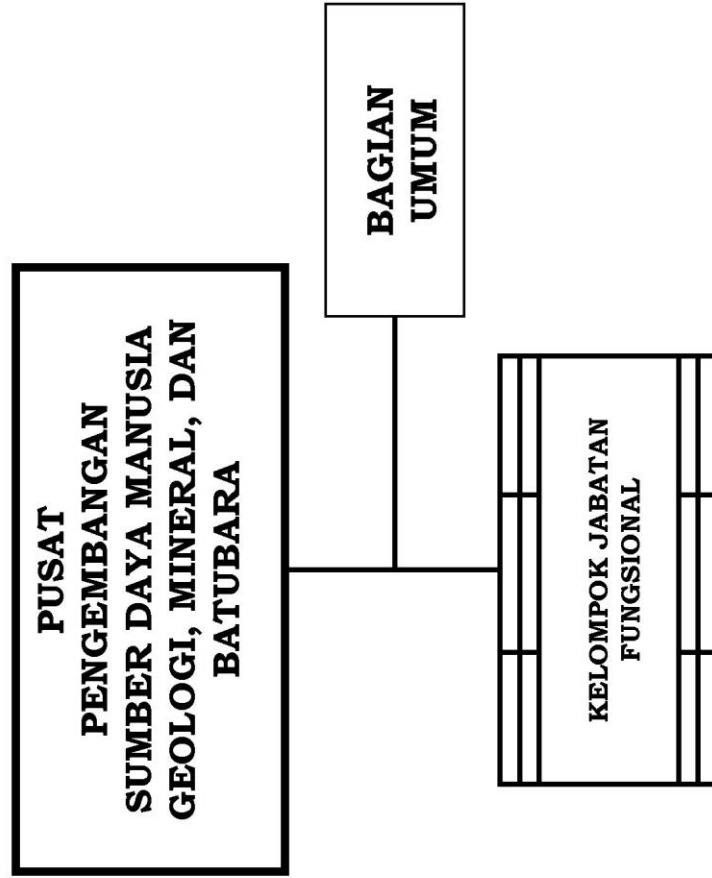 PUSAT
PENGEMBANGAN
SUMBER DAYA MANUSIA
GEOLOGI, MINERAL, DAN
BATUBARA
BAGIAN
UMUM
KELOMPOK JABATAN
FUNGSIONAL